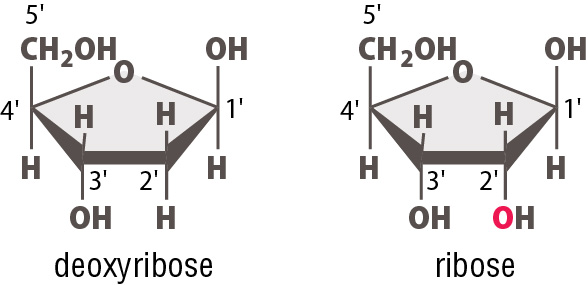 5'
CH2OH OH
O
4' H H 1'
H 3' 2' H
OH H
deoxyribose
5'
CH2OH OH
O
4' H H 1'
H 3' 2' H
OH OH
ribose